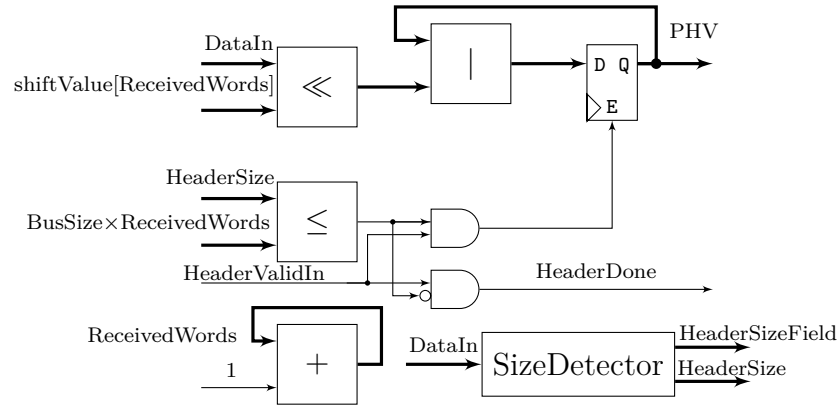 PHV
DataIn
shiftValue[ReceivedWords]
≪
|
D Q
E
HeaderSize
BusSize×ReceivedWords
≤
HeaderValidIn
HeaderDone
ReceivedWords
1
+
DataIn
SizeDetector
HeaderSizeField
HeaderSize